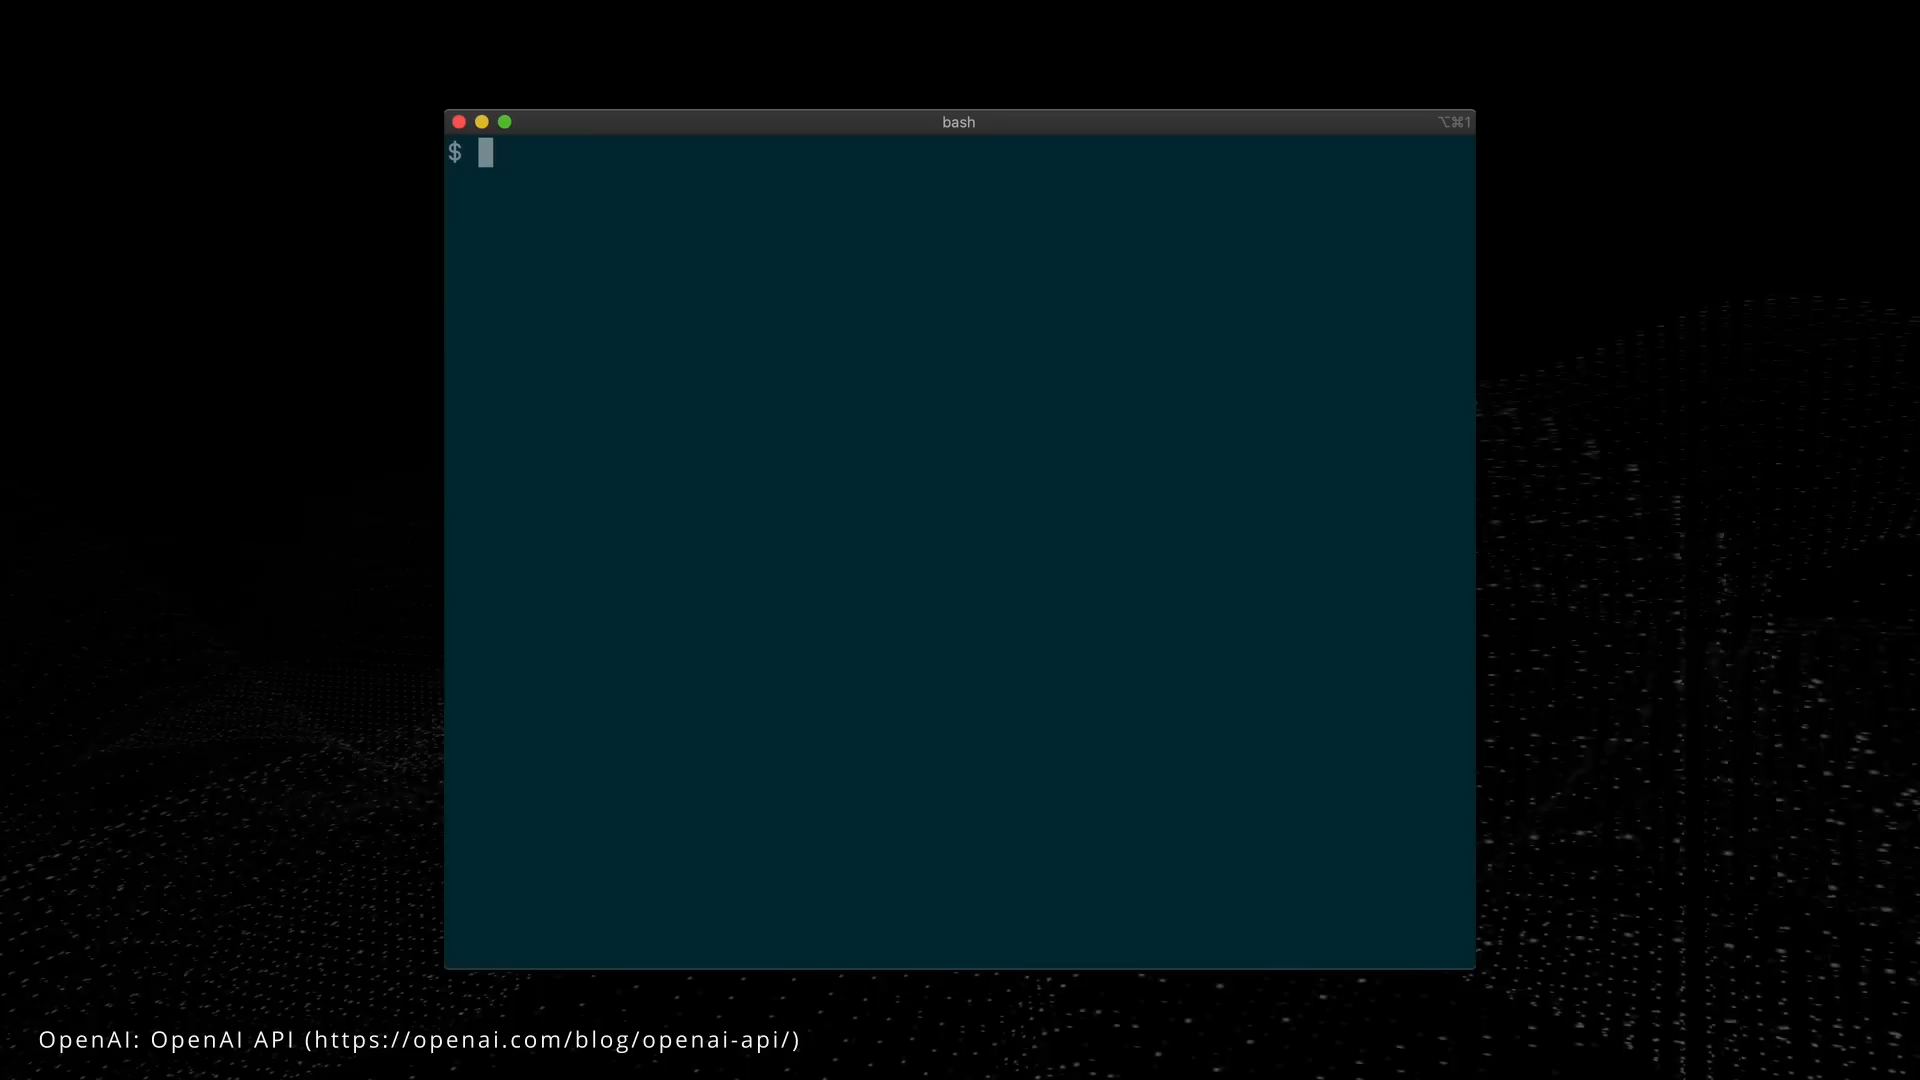 bash
⌥⌘1
$
OpenAI: OpenAI API (https://openai.com/blog/openai-api/)